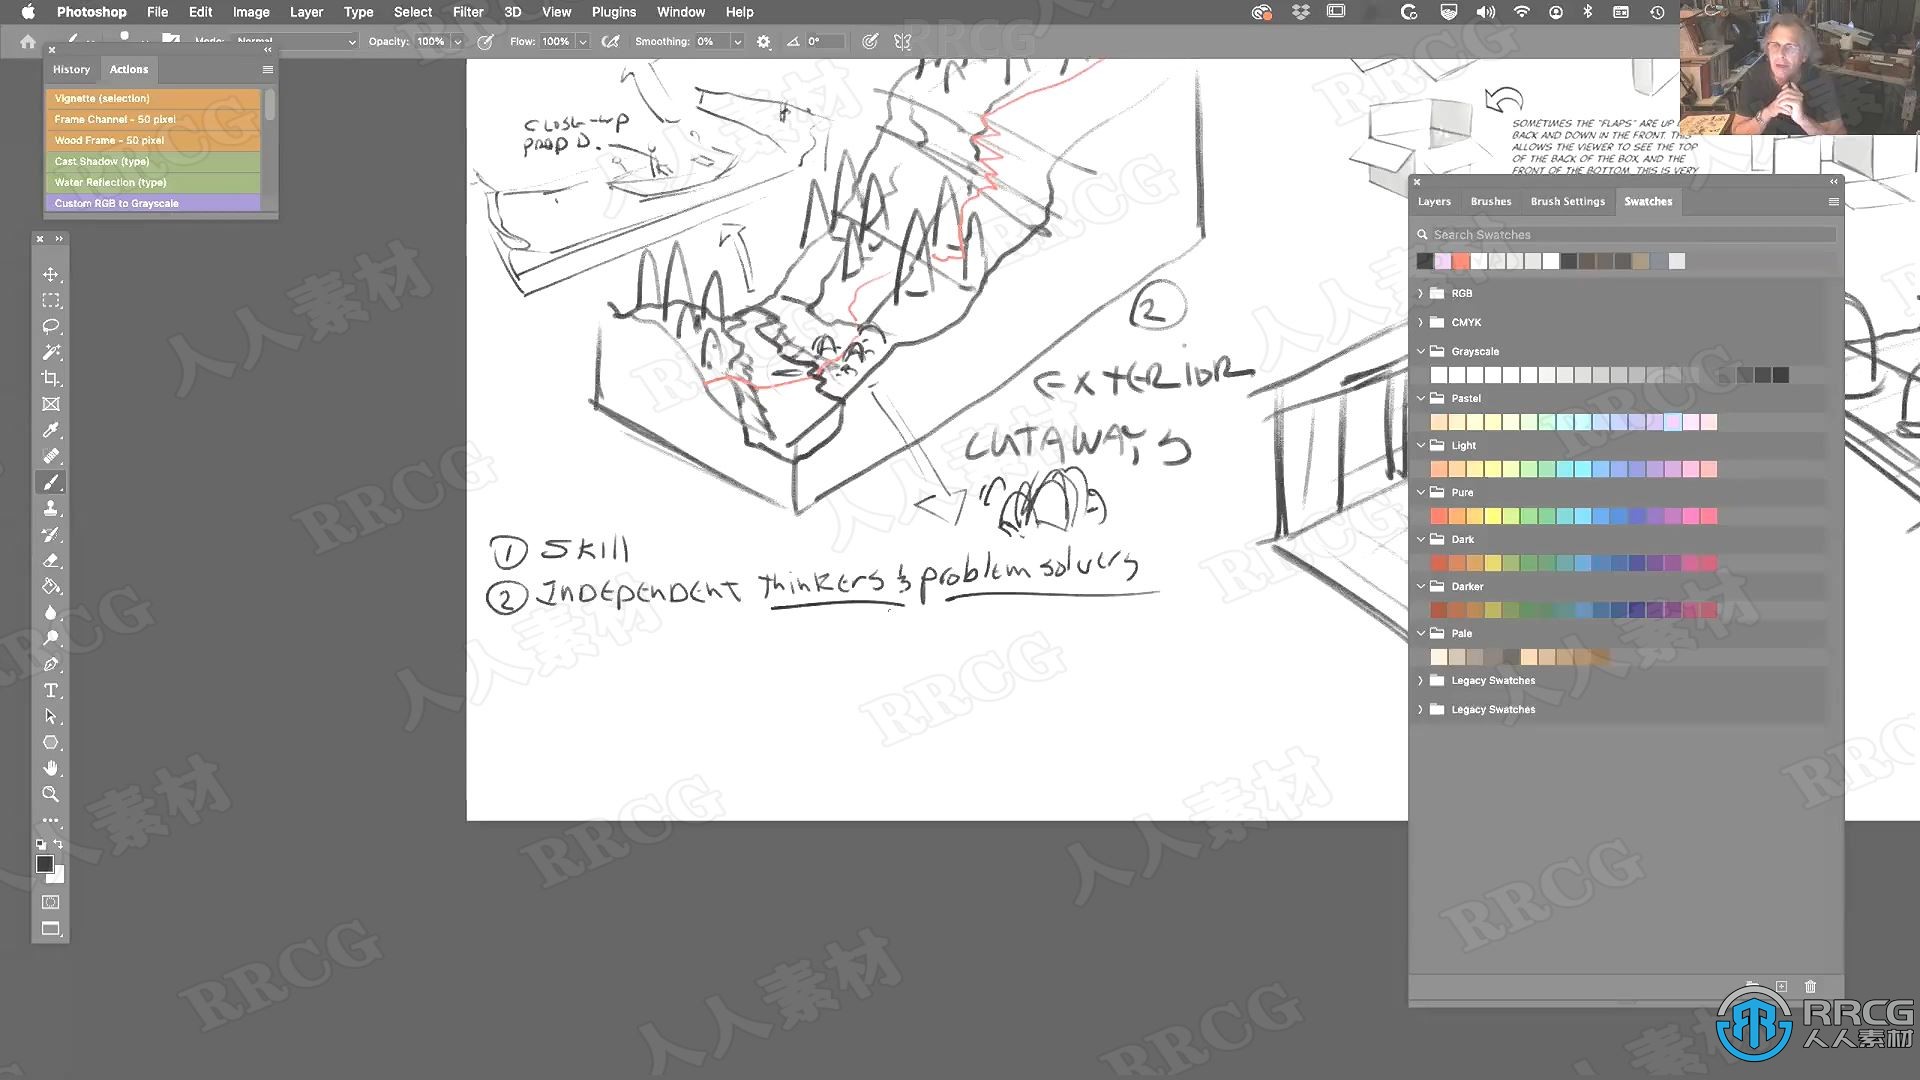 Photoshop File Edit Image Layer Type Select Filter 3D View Plugins Window Help
Mode: Normal Opacity: 100% Flow: 100% Smoothing: 0% 0°
History Actions
Vignette (selection)
Frame Channel - 50 pixel
Wood Frame - 50 pixel
Cast Shadow (type)
Water Reflection (type)
Custom RGB to Grayscale
CLOSE-UP
PROP D.
SOMETIMES THE "FLAPS" ARE UP
BACK AND DOWN IN THE FRONT. THIS
ALLOWS THE VIEWER TO SEE THE TOP
OF THE BACK OF THE BOX, AND THE
FRONT OF THE BOTTOM. THIS IS VERY
2
EXTERIOR
CUTAWAYS
1 Skill
2 INDEPENDENT thinkers & problem solvers
Layers Brushes Brush Settings Swatches
Search Swatches
RGB
CMYK
Grayscale
Pastel
Light
Pure
Dark
Darker
Pale
Legacy Swatches
Legacy Swatches
RRCG
人人素材